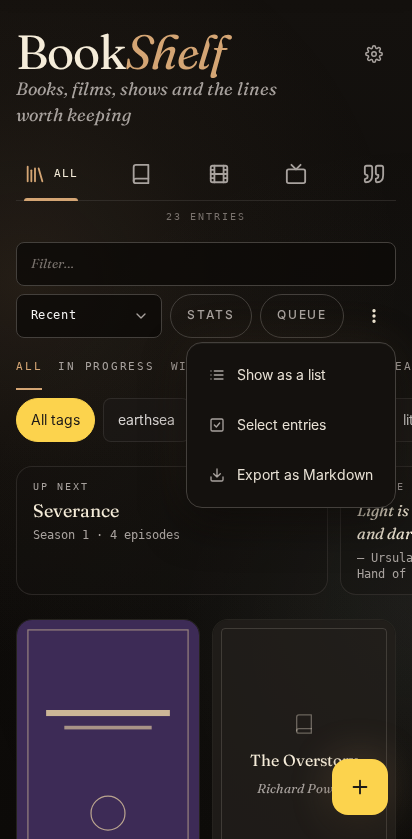 BookShelf
Books, films, shows and the lines
worth keeping
ALL
23 ENTRIES
Filter...
Recent
STATS
QUEUE
ALL IN PROGRESS
Show as a list
Select entries
Export as Markdown
All tags
earthsea
UP NEXT
Severance
Season 1 · 4 episodes
Light is
and dar
— Ursula
Hand of
The Overstory
Richard Pow